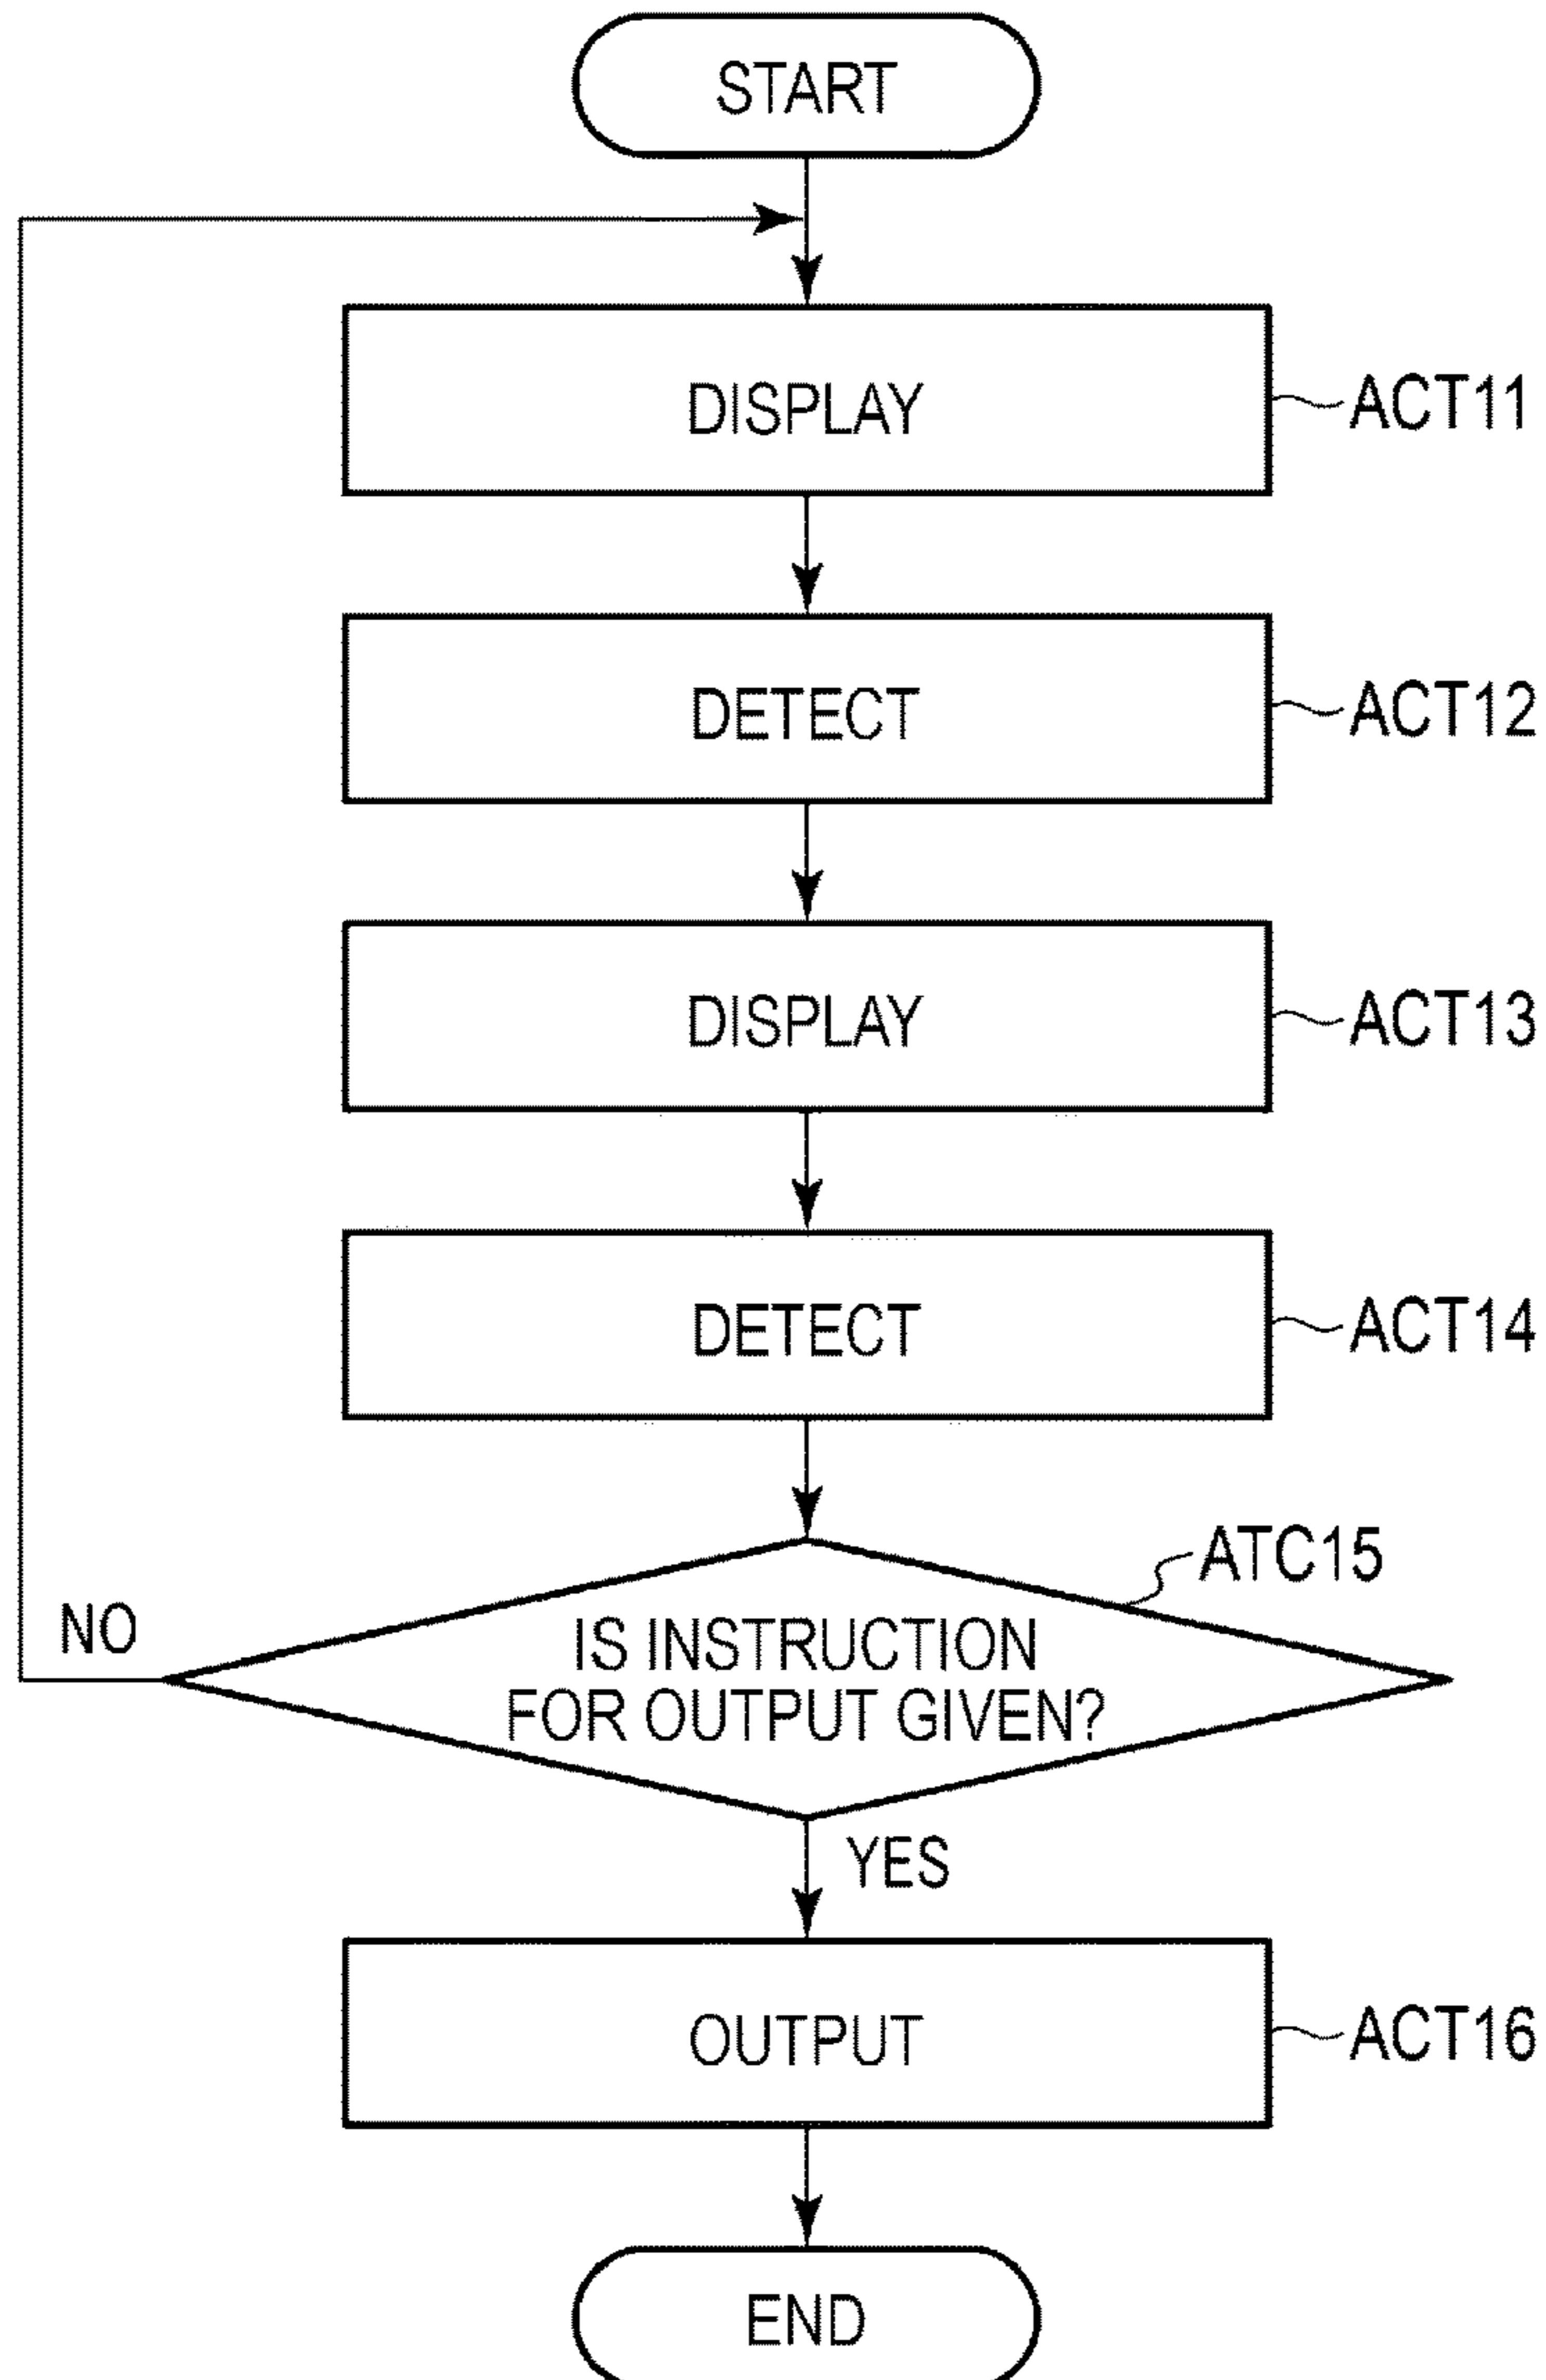 START
DISPLAY
ACT11
DETECT
ACT12
DISPLAY
ACT13
DETECT
ACT14
ATC15
IS INSTRUCTION
FOR OUTPUT GIVEN?
NO
YES
OUTPUT
ACT16
END